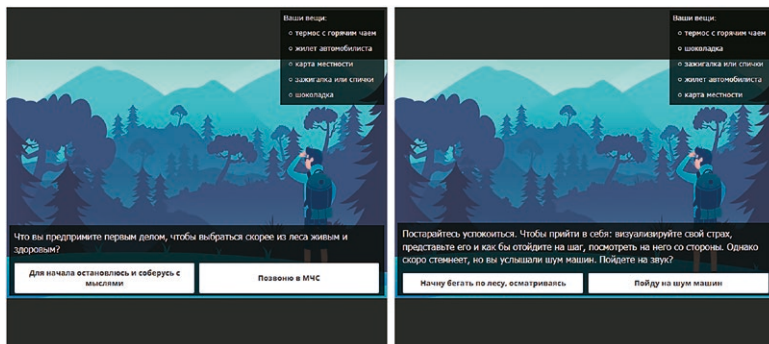 Ваши вещи:
термос с горячим чаем
жилет автомобилиста
карта местности
зажигалка или спички
шоколадка
Что вы предпримите первым делом, чтобы выбраться скорее из леса живым и
здоровым?
Для начала остановлюсь и соберусь с
мыслями
Позвоню в МЧС
Ваши вещи:
термос с горячим чаем
шоколадка
зажигалка или спички
жилет автомобилиста
карта местности
Постарайтесь успокоиться. Чтобы прийти в себя: визуализируйте свой страх,
представьте его и как бы отойдите на шаг, посмотреть на него со стороны. Однако
скоро стемнеет, но вы услышали шум машин. Пойдете на звук?
Начну бегать по лесу, осматриваясь
Пойду на шум машин